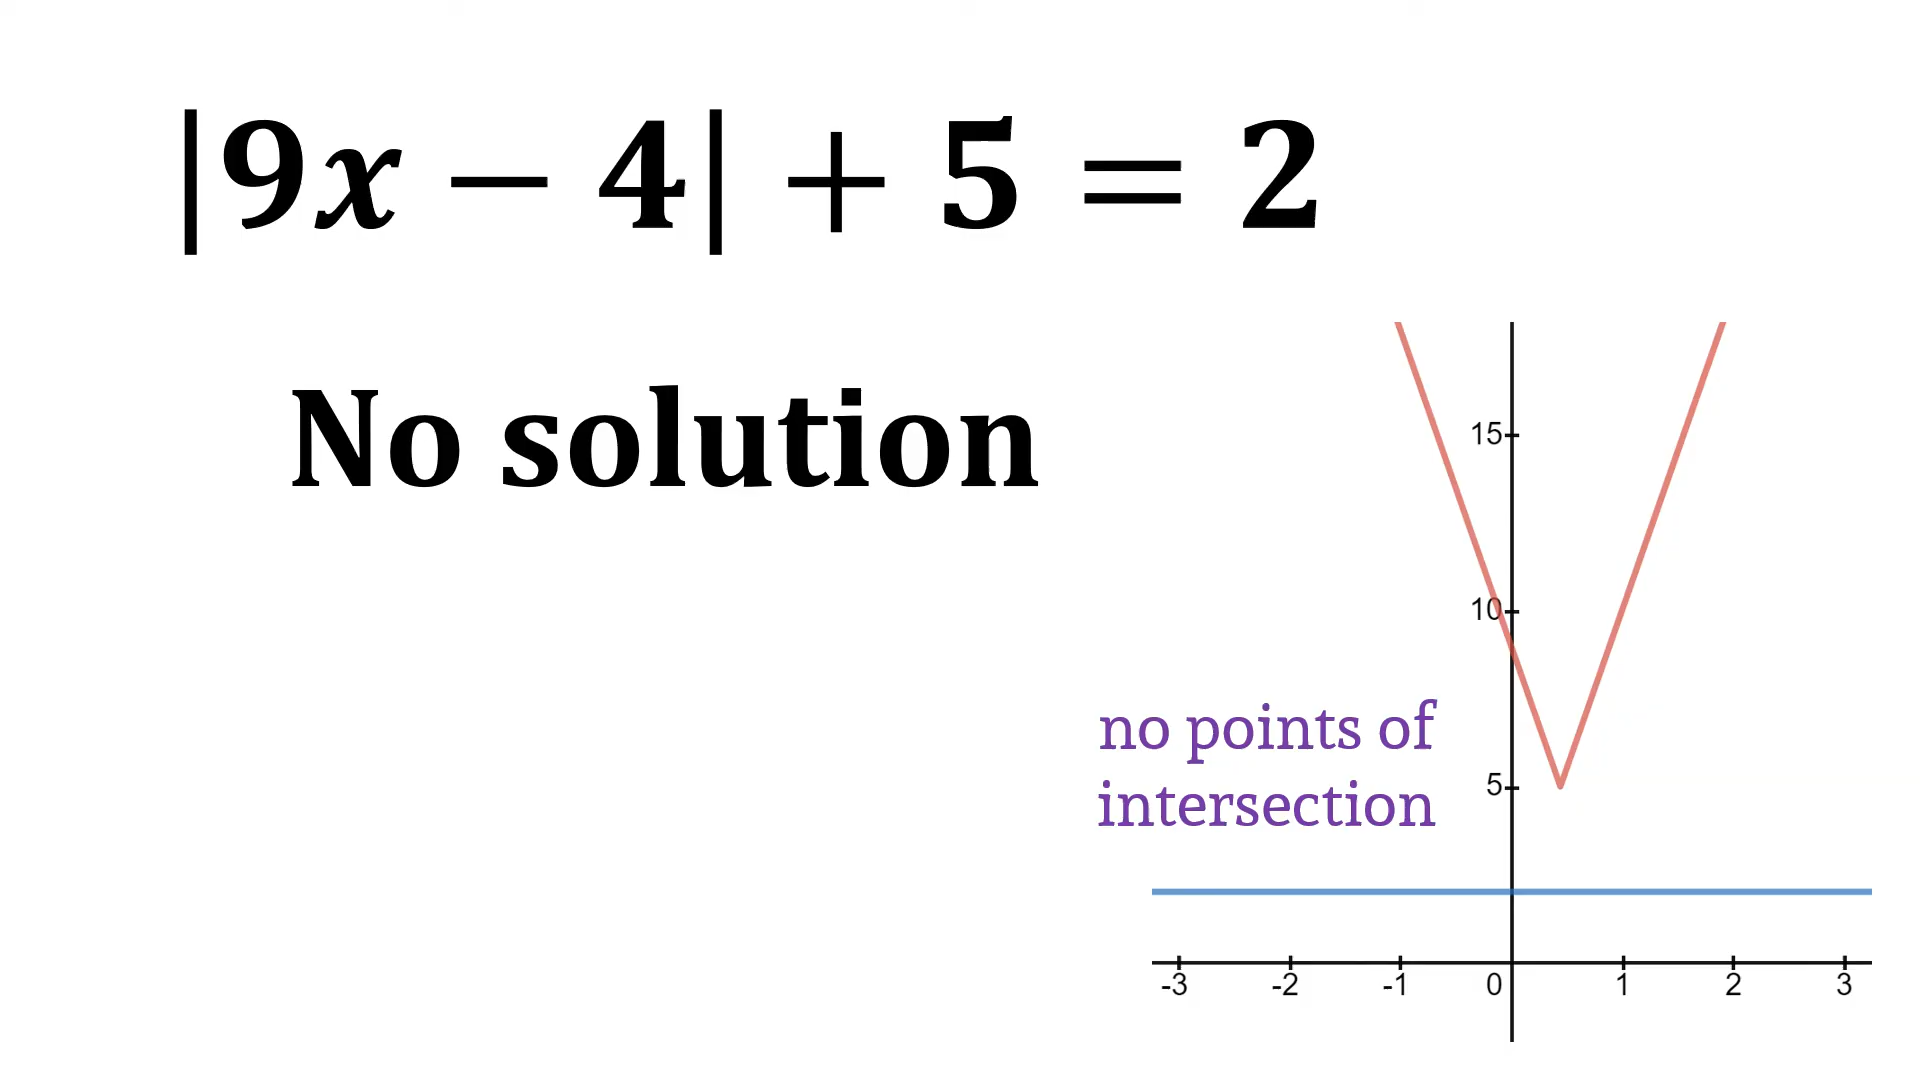 |9x − 4| + 5 = 2
No solution
15
10
no points of
intersection
5
-3 -2 -1 0 1 2 3